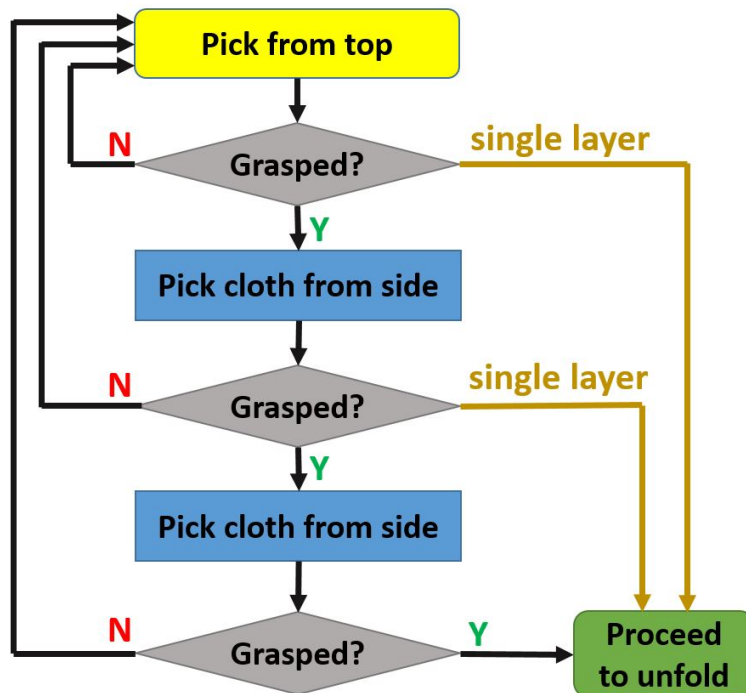 Pick from top
N
Grasped?
single layer
Y
Pick cloth from side
N
Grasped?
single layer
Y
Pick cloth from side
N
Grasped?
Y
Proceed
to unfold